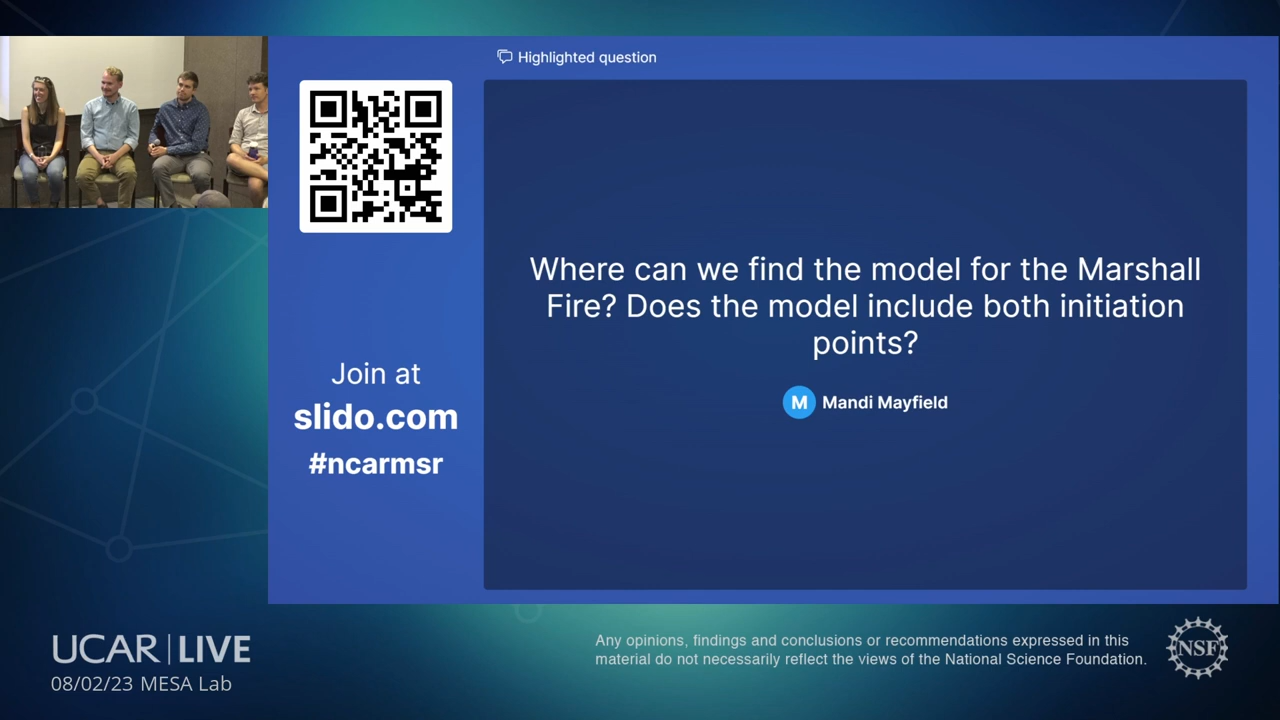 Highlighted question
Where can we find the model for the Marshall
Fire? Does the model include both initiation
points?
M Mandi Mayfield
Join at
slido.com
#ncarmsr
UCAR | LIVE
08/02/23 MESA Lab
Any opinions, findings and conclusions or recommendations expressed in this
material do not necessarily reflect the views of the National Science Foundation.
NSF